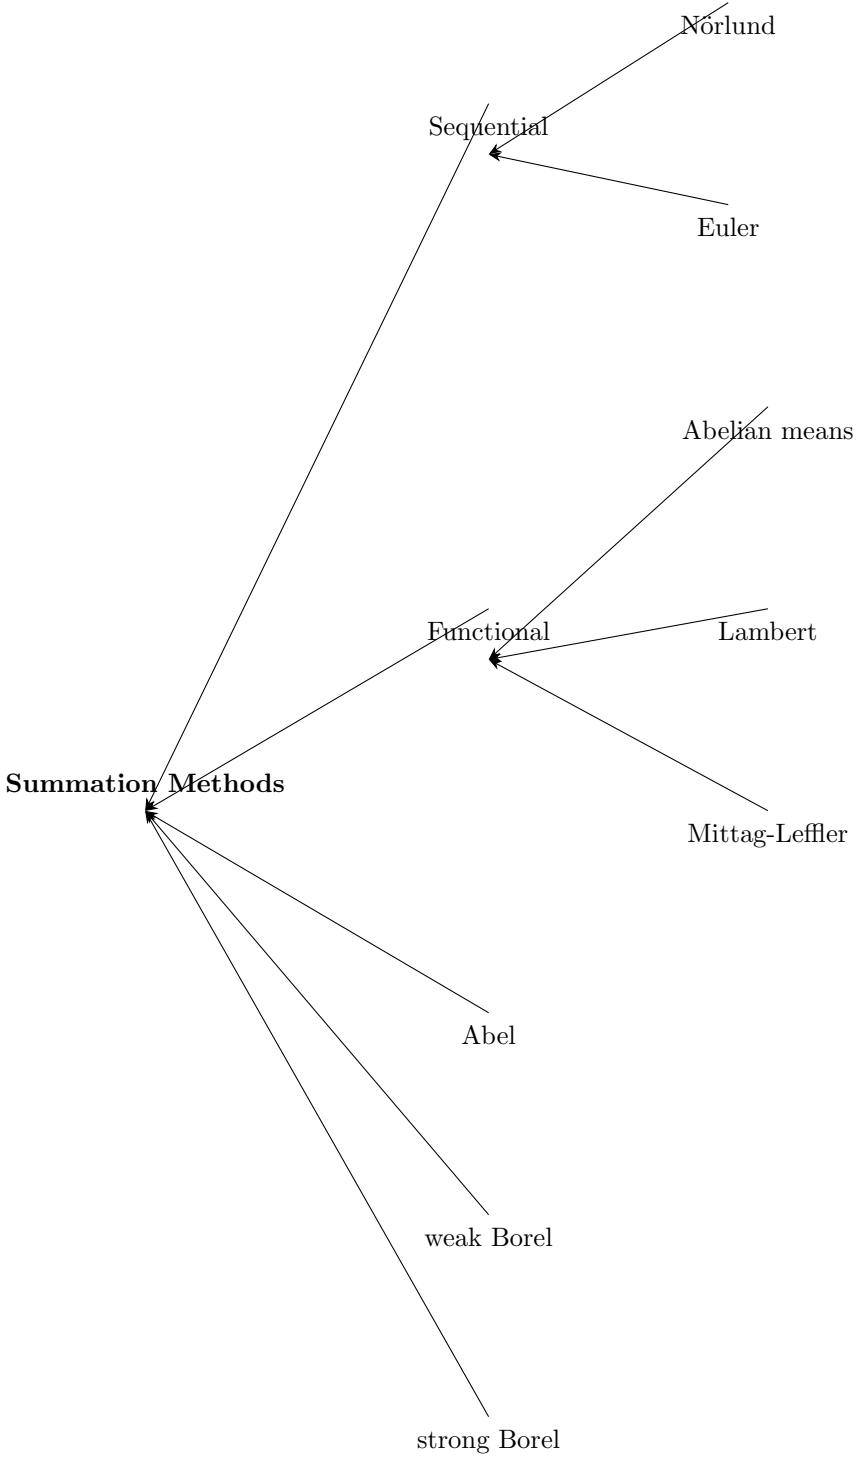 Nörlund
Sequential
Euler
Abelian means
Functional
Lambert
Summation Methods
Mittag-Leffler
Abel
weak Borel
strong Borel